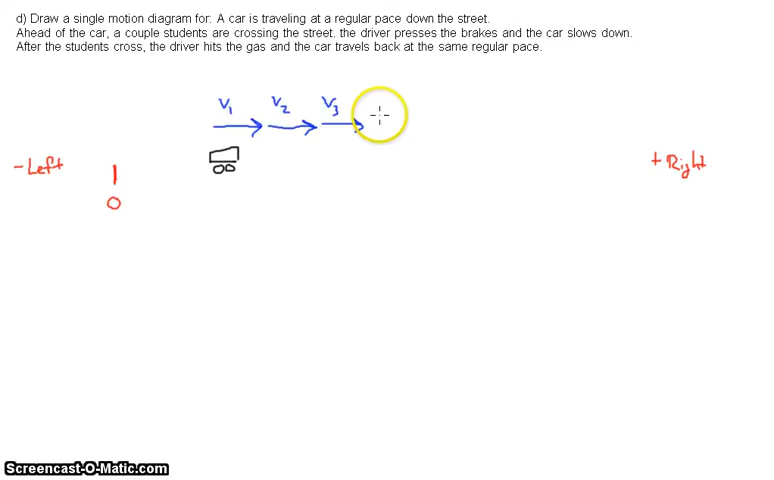 d) Draw a single motion diagram for: A car is traveling at a regular pace down the street.
Ahead of the car, a couple students are crossing the street. the driver presses the brakes and the car slows down.
After the students cross, the driver hits the gas and the car travels back at the same regular pace.
V1 V2 V3
- Left
+ Right
0
Screencast-O-Matic.com